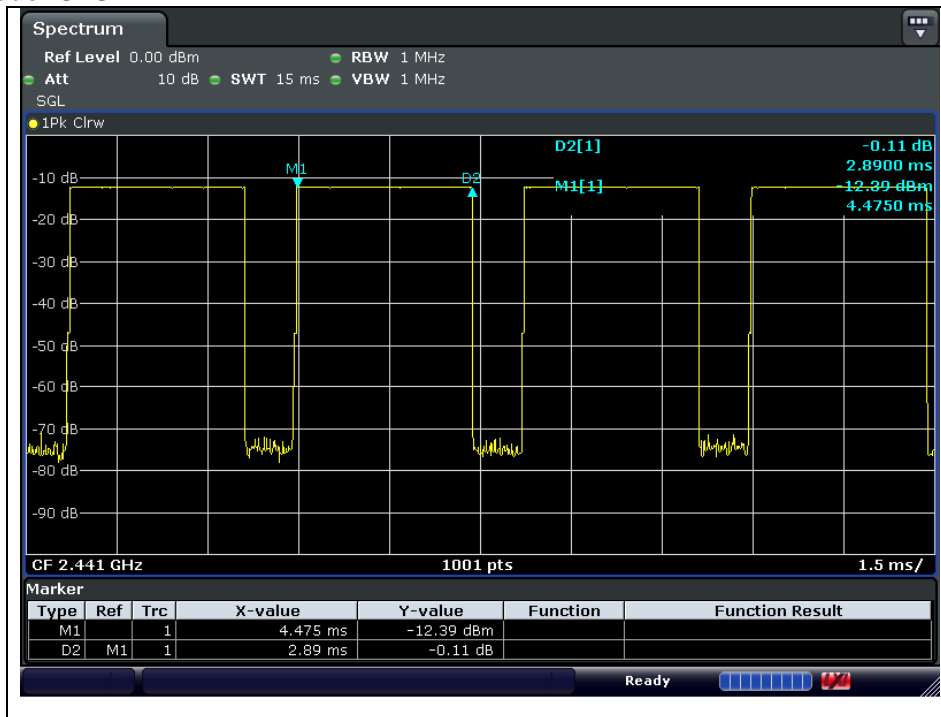 Spectrum
Ref Level 0.00 dBm RBW 1 MHz
Att 10 dB SWT 15 ms VBW 1 MHz
SGL
1Pk Clrw
D2[1] -0.11 dB
2.8900 ms
M1[1] -12.39 dBm
4.4750 ms
M1
D2
-10 dB
-20 dB
-30 dB
-40 dB
-50 dB
-60 dB
-70 dB
-80 dB
-90 dB
CF 2.441 GHz 1001 pts 1.5 ms/
Marker
Type Ref Trc X-value Y-value Function Function Result
M1 1 4.475 ms -12.39 dBm
D2 M1 1 2.89 ms -0.11 dB
Ready